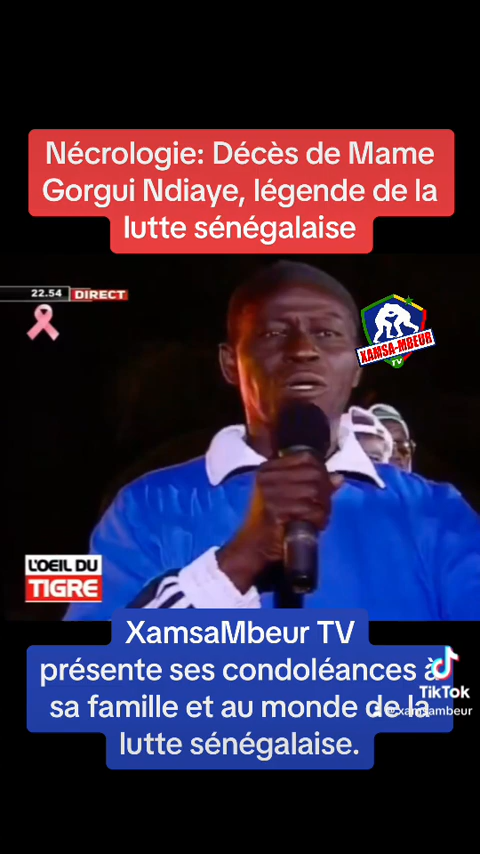 Nécrologie: Décès de Mame
Gorgui Ndiaye, légende de la
lutte sénégalaise
22.54 DIRECT
XAMSA-MBEUR
TV
L'OEIL DU
TIGRE
XamsaMbeur TV
présente ses condoléances à
sa famille et au monde de la
lutte sénégalaise.
TikTok
@xamsambeur